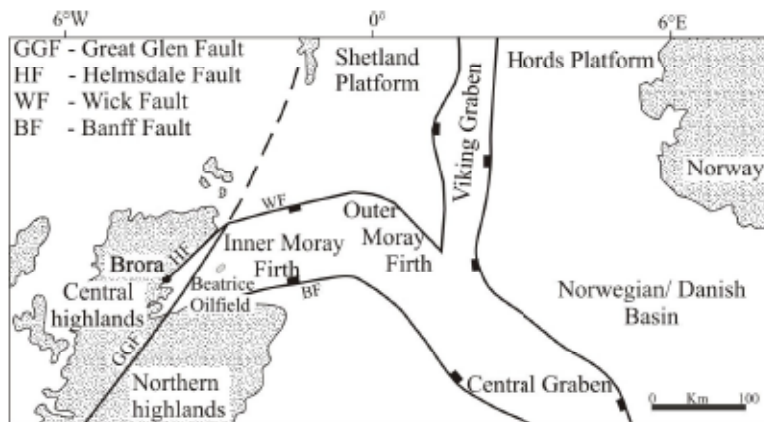 6°W
0°
6°E
GGF - Great Glen Fault
HF - Helmsdale Fault
WF - Wick Fault
BF - Banff Fault
Shetland
Platform
Hords Platform
Viking Graben
Norway
WF
Outer
Moray
Firth
Inner Moray
Firth
HF
Brora
Beatrice
Oilfield
BF
Central
highlands
GGF
Northern
highlands
Norwegian/ Danish
Basin
Central Graben
0 Km 100